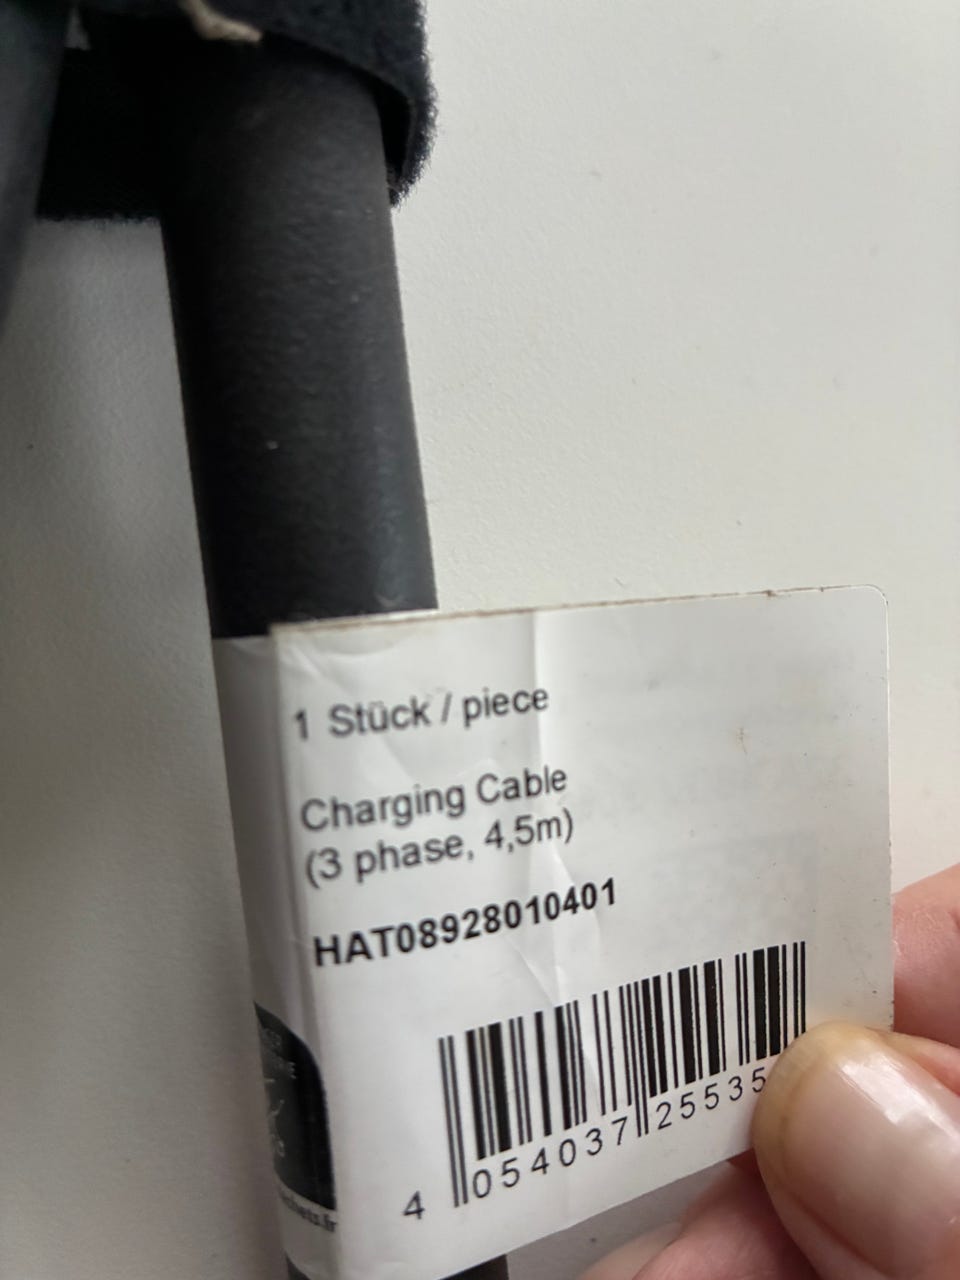 1 Stück / piece
Charging Cable
(3 phase, 4,5m)
HAT08928010401
4 054037 25535